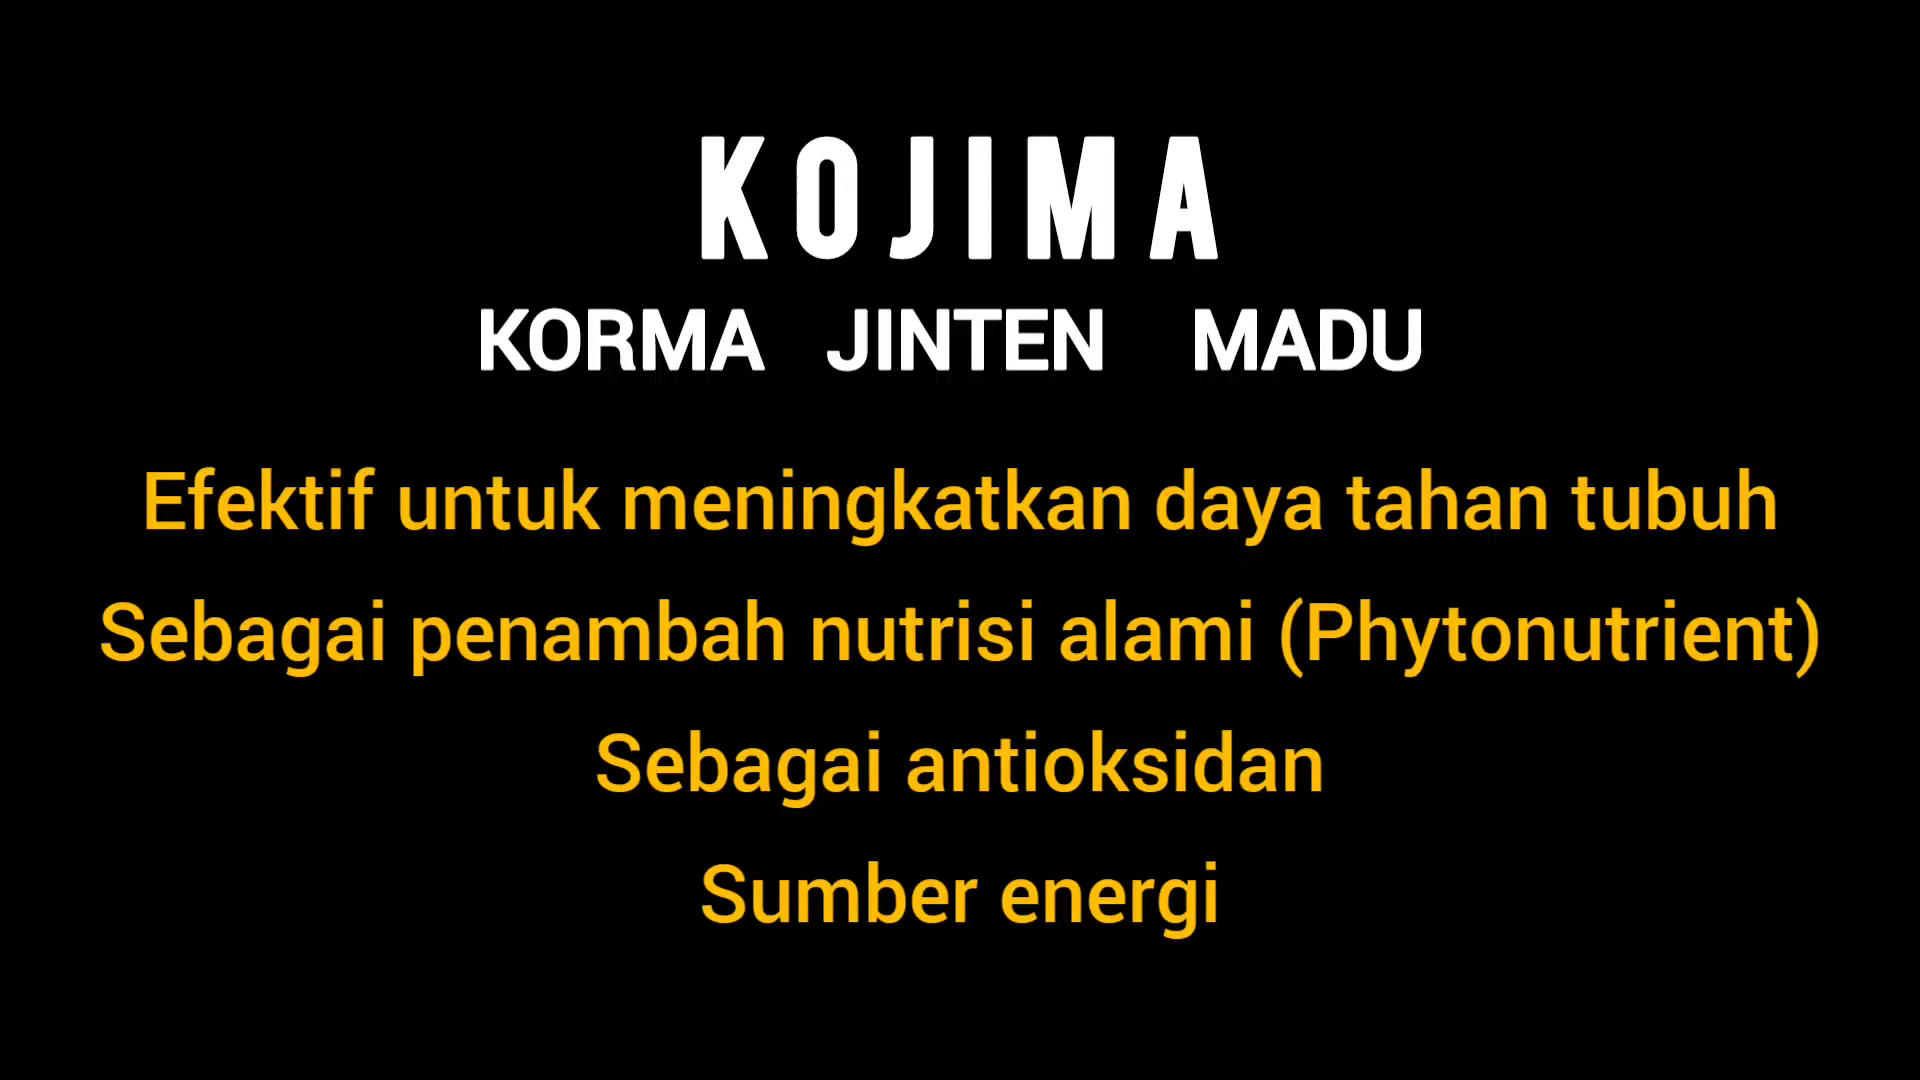 KOJIMA
KORMA JINTEN MADU
Efektif untuk meningkatkan daya tahan tubuh
Sebagai penambah nutrisi alami (Phytonutrient)
Sebagai antioksidan
Sumber energi